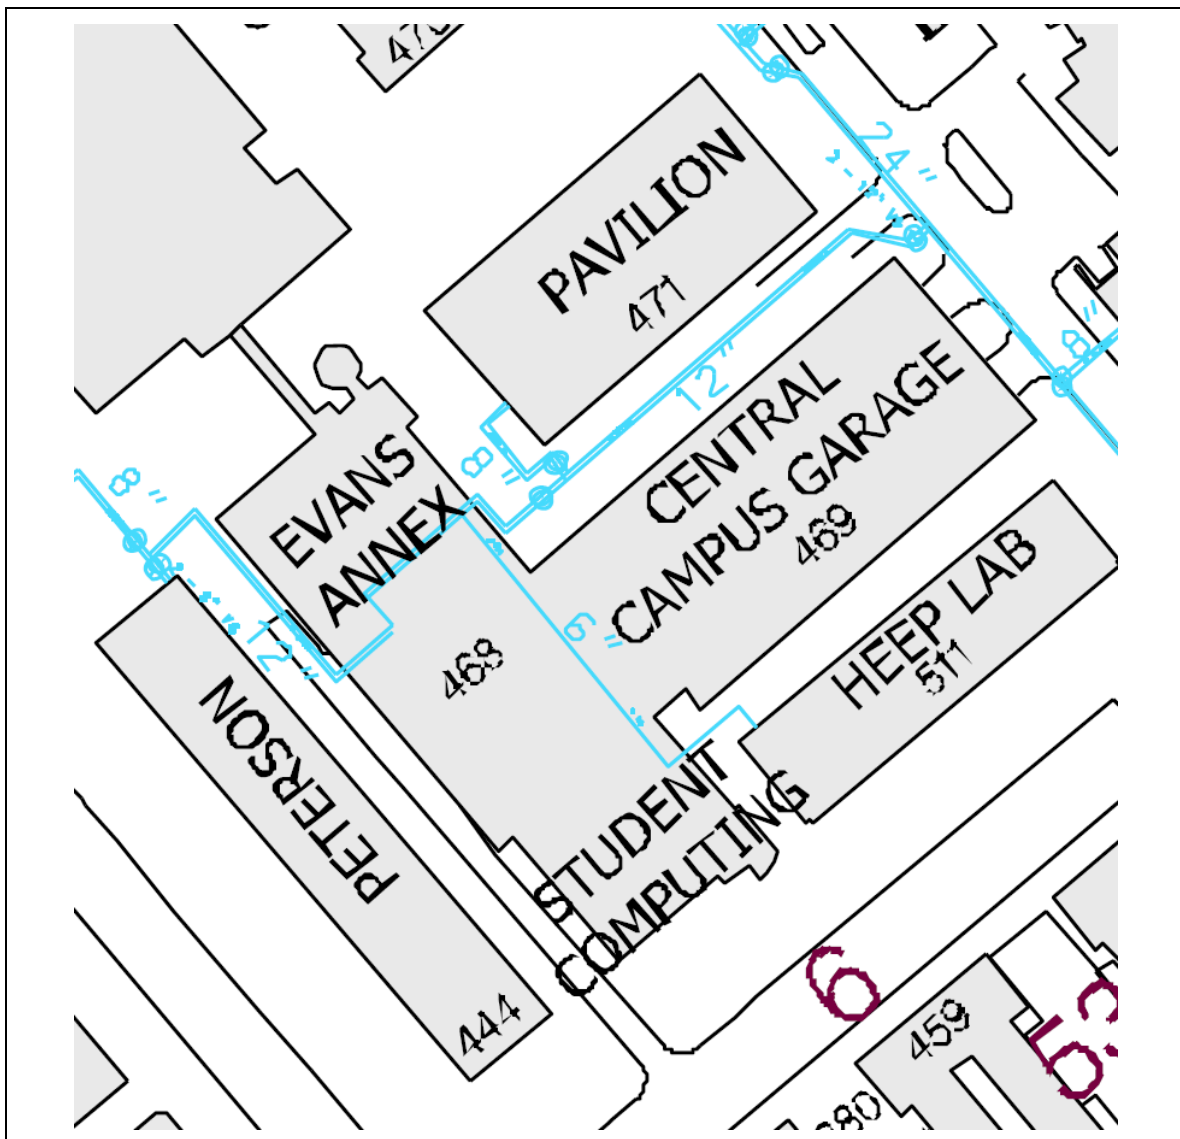 24"
PAVILION
471
12"
8"
CENTRAL
CAMPUS GARAGE
469
8"
8"
EVANS
ANNEX
12"
6"
468
HEEP LAB
511
PETERSON
444
STUDENT
COMPUTING
6
459